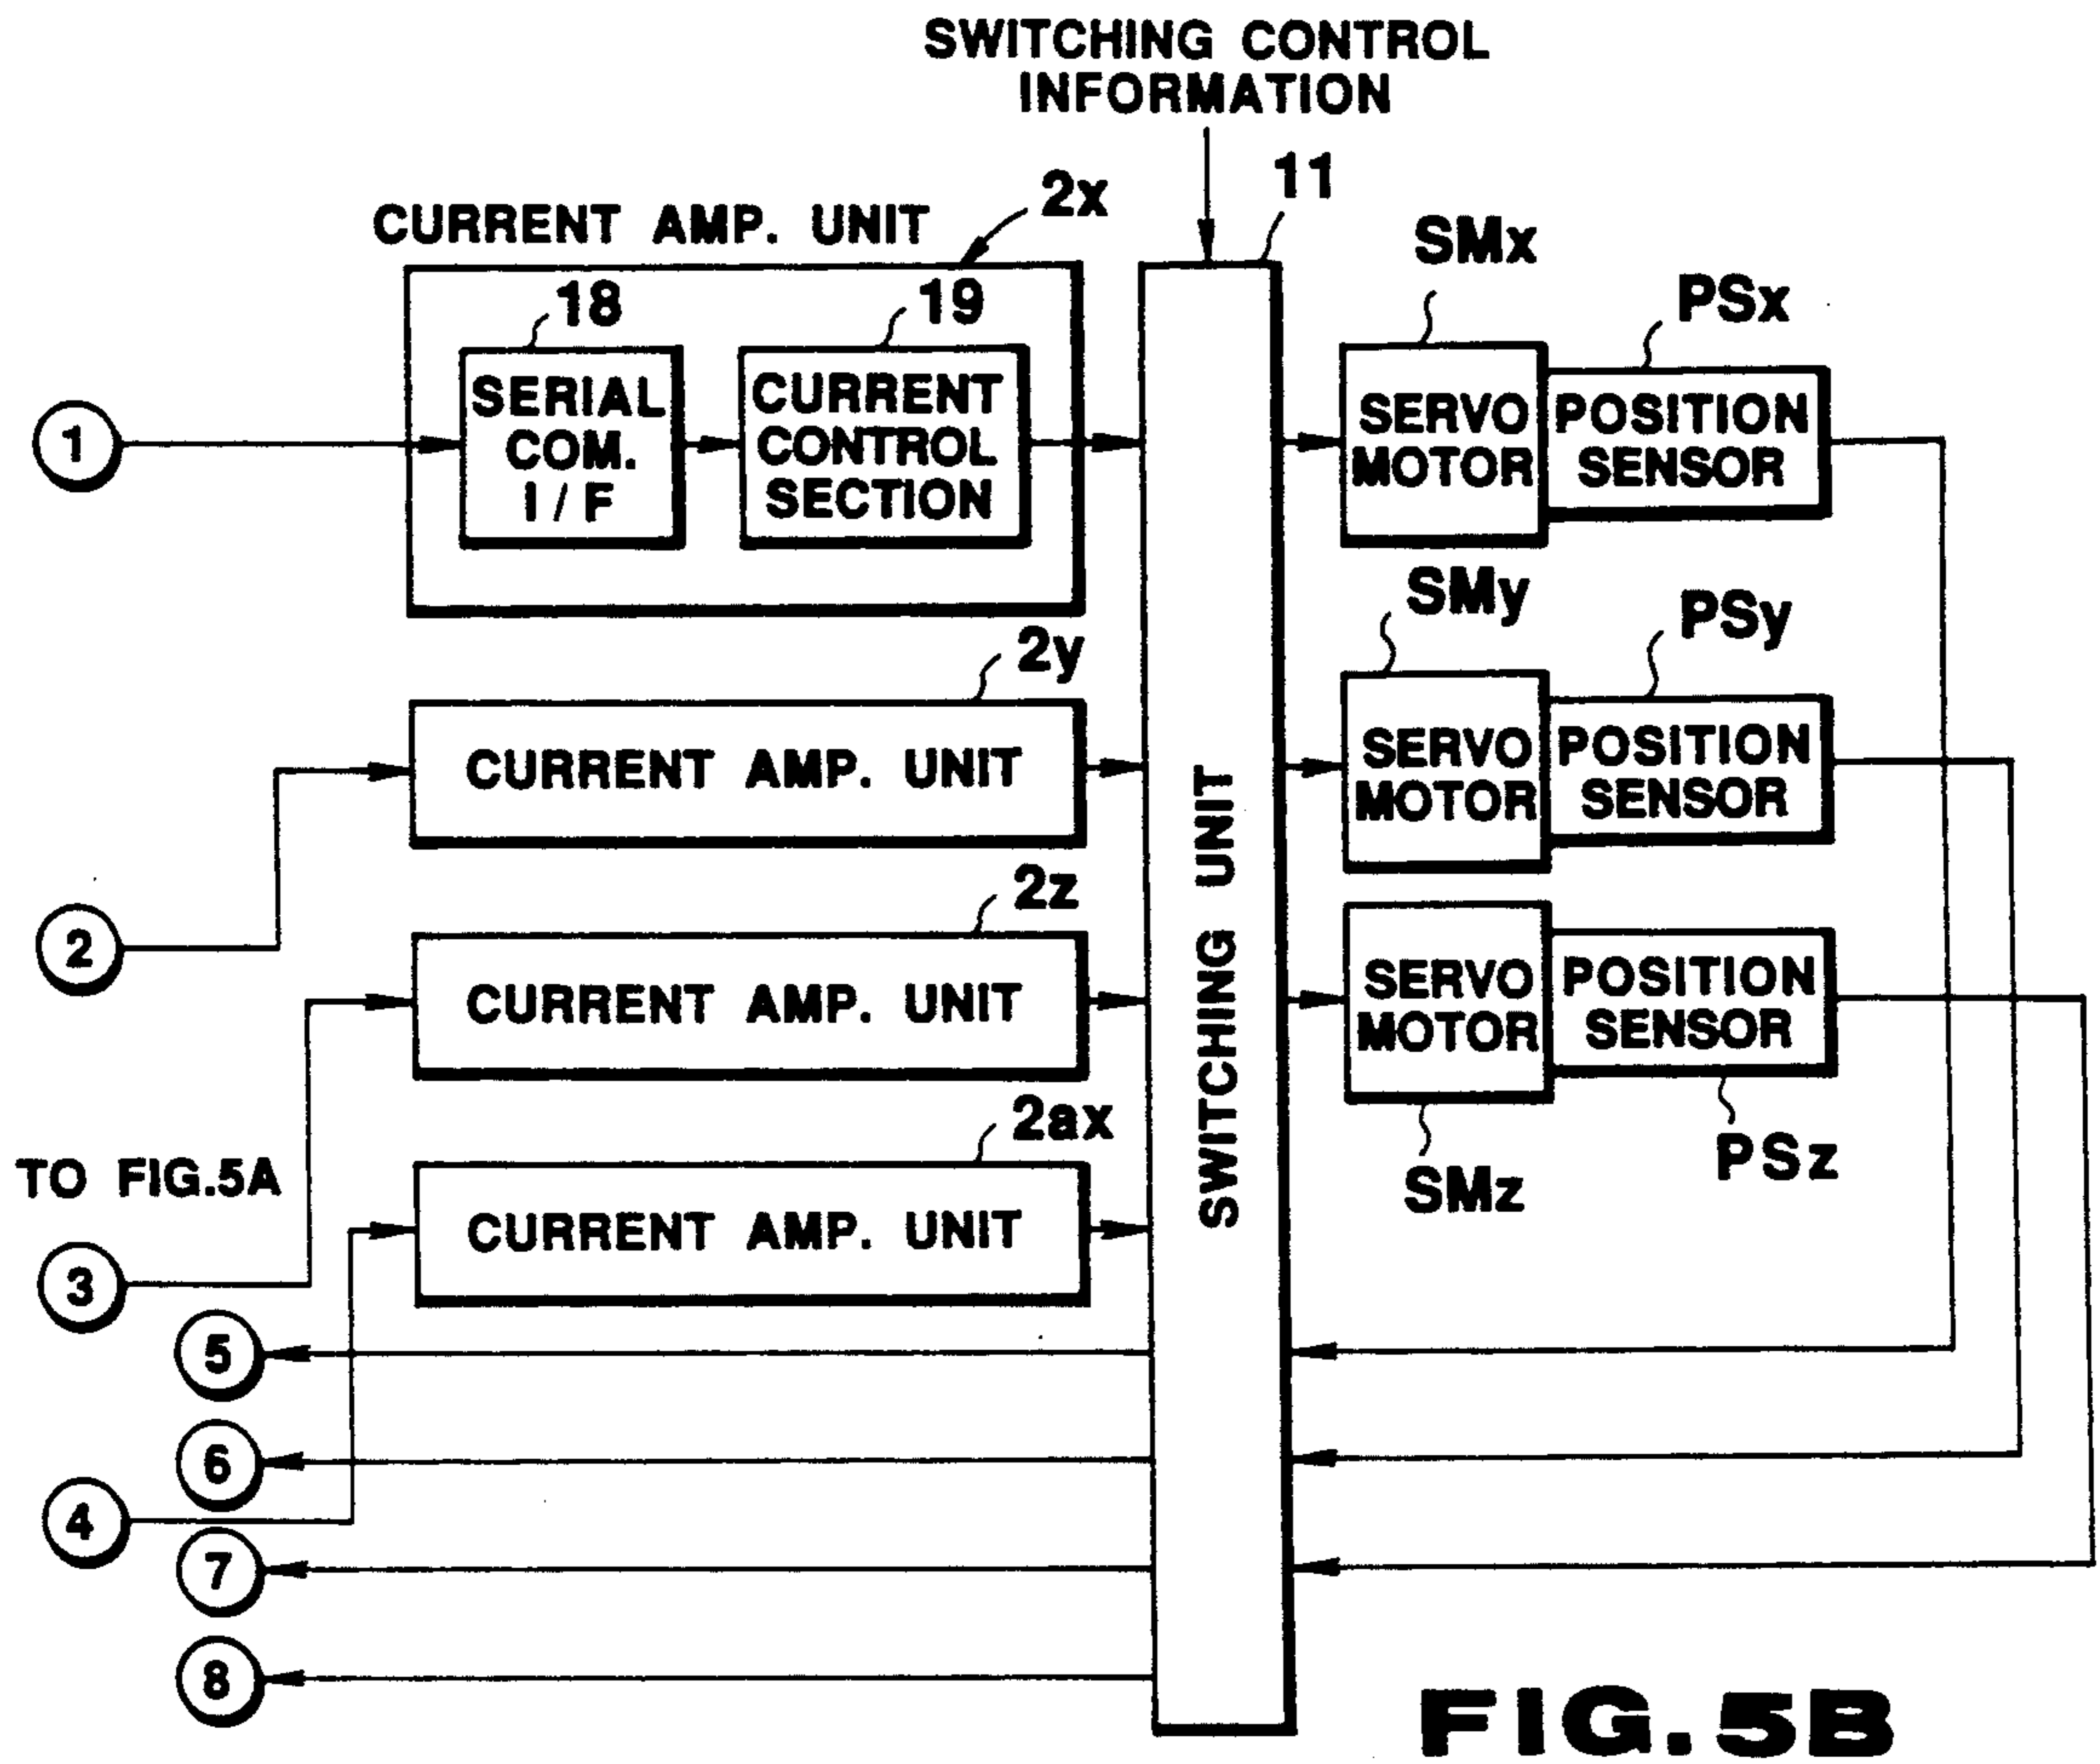 SWITCHING CONTROL
INFORMATION
11
2x
CURRENT AMP. UNIT
18
19
SERIAL
COM.
I / F
CURRENT
CONTROL
SECTION
1
SMx
PSx
SERVO
MOTOR
POSITION
SENSOR
2y
CURRENT AMP. UNIT
2
SMy
PSy
SERVO
MOTOR
POSITION
SENSOR
2z
CURRENT AMP. UNIT
SERVO
MOTOR
POSITION
SENSOR
SMz
PSz
SWITCHING UNIT
2ax
CURRENT AMP. UNIT
TO FIG.5A
3
5
6
4
7
8
FIG.5B